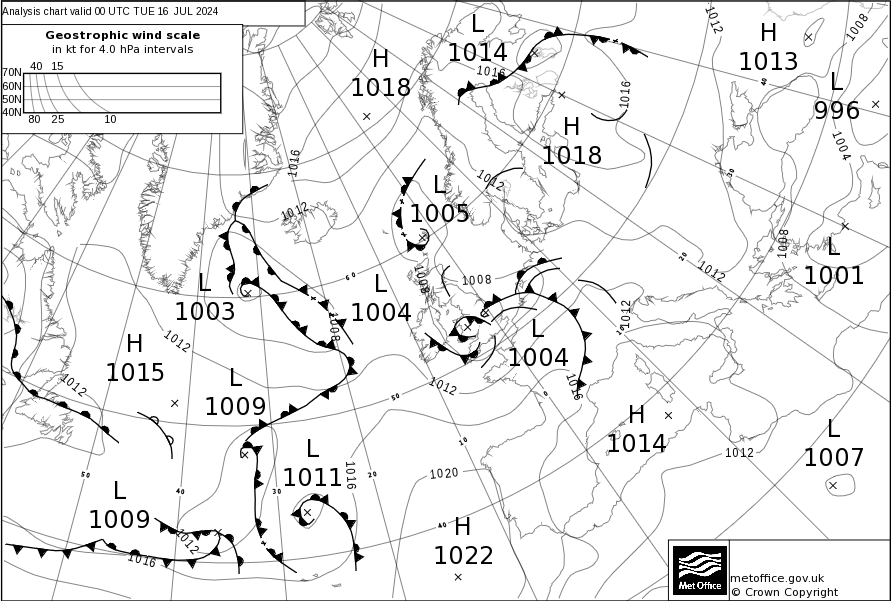 Analysis chart valid 00 UTC TUE 16 JUL 2024
Geostrophic wind scale
in kt for 4.0 hPa intervals
40 15
70N
60N
50N
40N
80 25 10
H
1018
L
1014
1016
H
1013
1012
1008
L
996
40
1004
1016
H
1018
1016
1012
1012
L
1005
30
1008
L
1001
20
1012
60
1008
1008
L
1003
L
1004
1008
1012
10
L
1004
1012
H
1015
1012
L
1009
1012
50
0
1016
H
1014
L
1007
1012
10
L
1011
1016
20
1020
50
40
30
L
1009
1012
1016
40
H
1022
Met Office
metoffice.gov.uk
© Crown Copyright